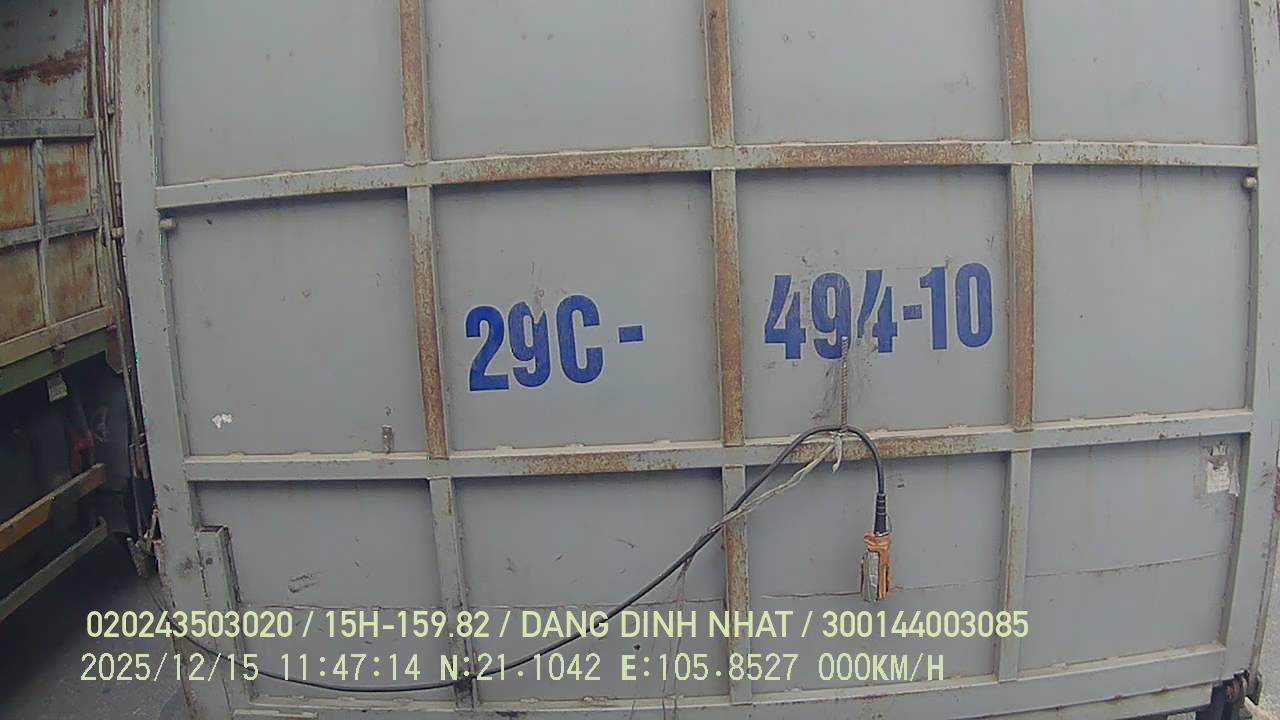 29C - 494-10
020243503020 / 15H-159.82 / DANG DINH NHAT / 300144003085
2025/12/15 11:47:14 N:21.1042 E:105.8527 000KM/H